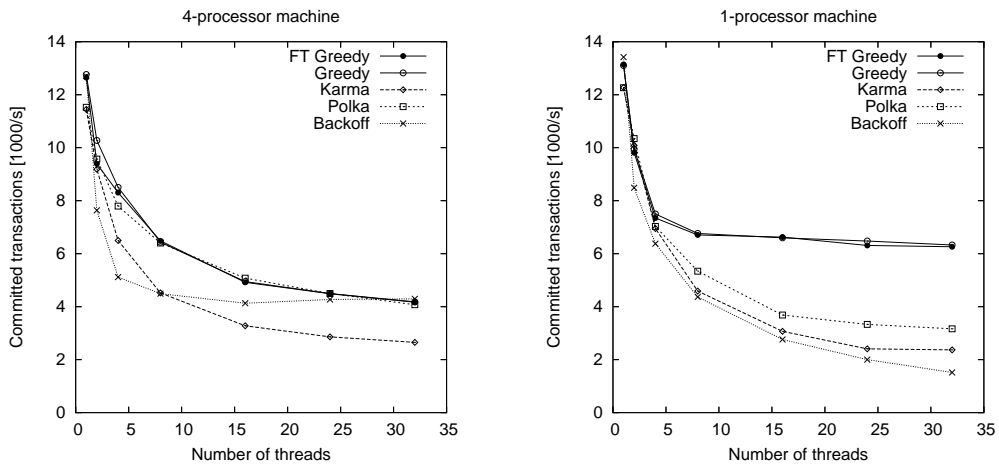 4-processor machine
14
12
10
8
6
4
2
0
0 5 10 15 20 25 30 35
Committed transactions [1000/s]
Number of threads
FT Greedy
Greedy
Karma
Polka
Backoff
1-processor machine
14
12
10
8
6
4
2
0
0 5 10 15 20 25 30 35
Committed transactions [1000/s]
Number of threads
FT Greedy
Greedy
Karma
Polka
Backoff